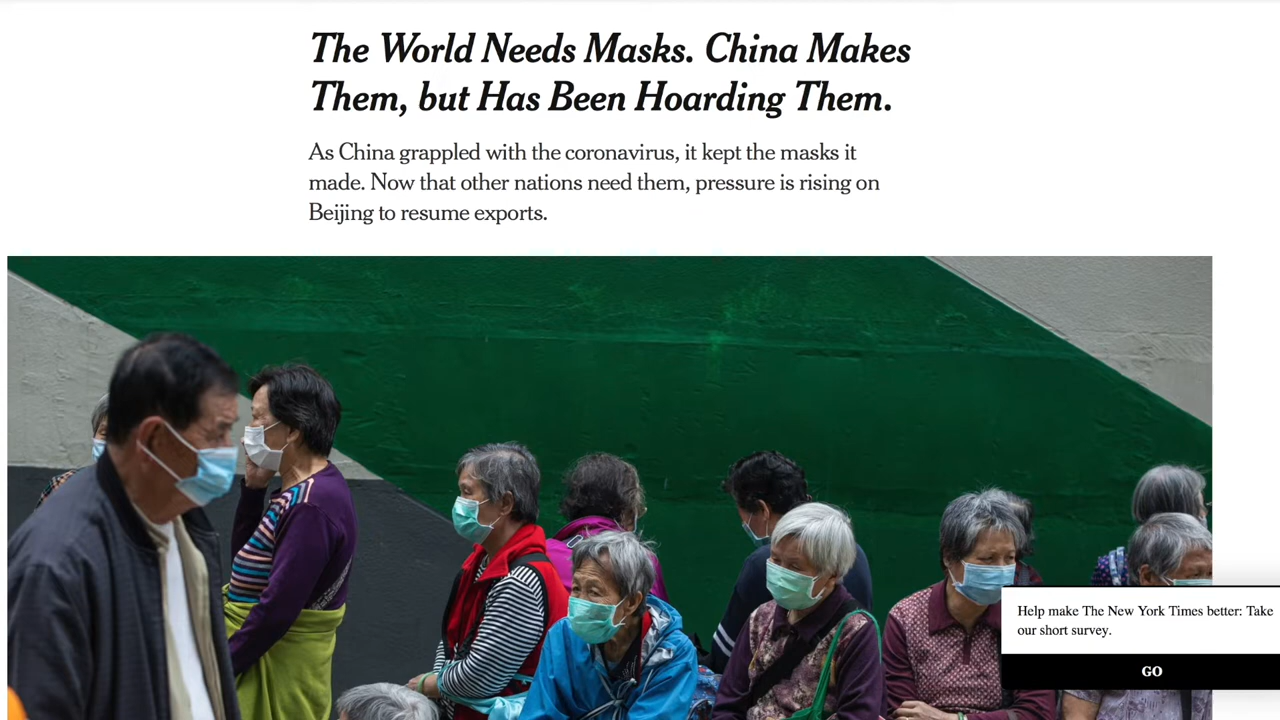 The World Needs Masks. China Makes
Them, but Has Been Hoarding Them.
As China grappled with the coronavirus, it kept the masks it
made. Now that other nations need them, pressure is rising on
Beijing to resume exports.
Help make The New York Times better: Take
our short survey.
GO